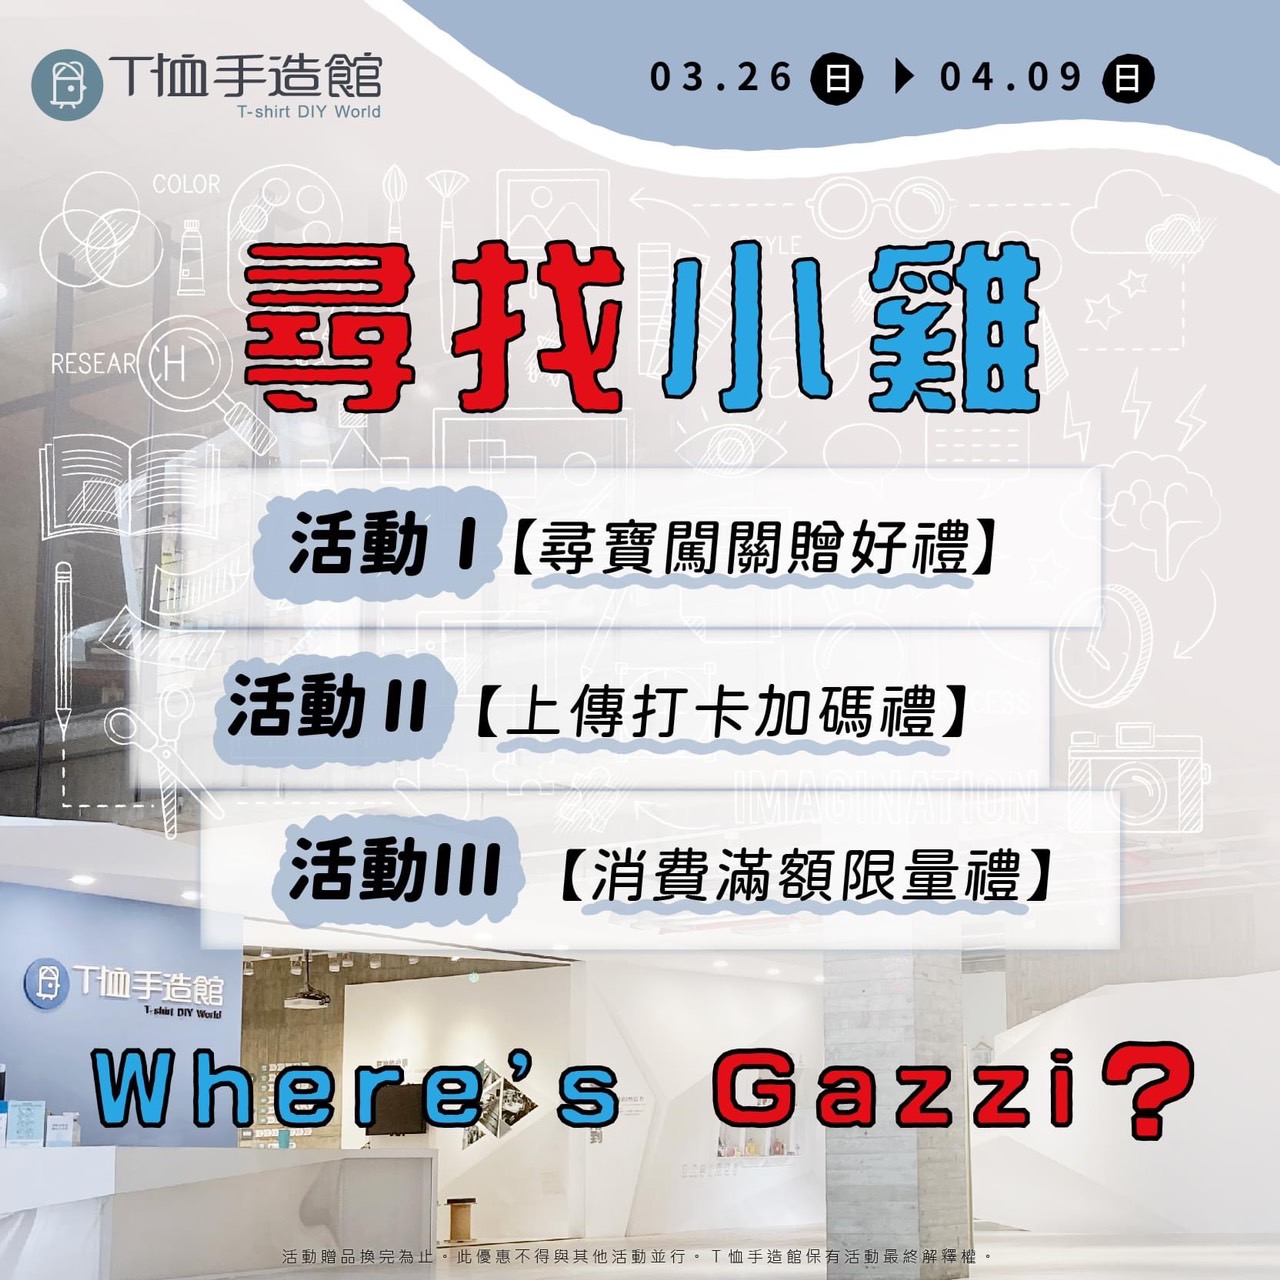 T恤手造館
T-shirt DIY World
03.26 日 ▶ 04.09 日
COLOR
STYLE
RESEARCH
尋找小雞
活動 I【尋寶闖關贈好禮】
活動 II【上傳打卡加碼禮】
IMAGINATION
活動III【消費滿額限量禮】
T恤手造館
T-shirt DIY World
Where's Gazzi?
活動贈品換完為止。此優惠不得與其他活動並行。T恤手造館保有活動最終解釋權。